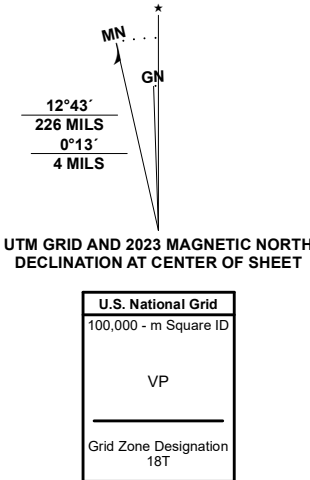 ★
MN
GN
12°43´
226 MILS
0°13´
4 MILS
UTM GRID AND 2023 MAGNETIC NORTH
DECLINATION AT CENTER OF SHEET
U.S. National Grid
100,000 - m Square ID
VP
Grid Zone Designation
18T